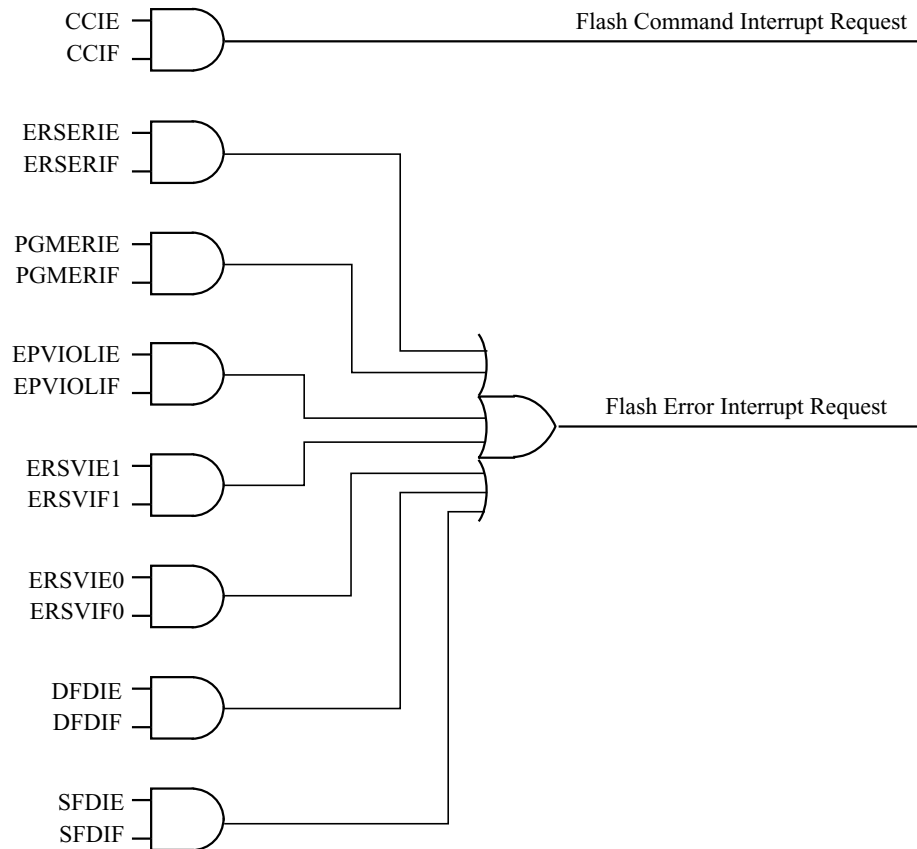 CCIE
CCIF
Flash Command Interrupt Request
ERSERIE
ERSERIF
PGMERIE
PGMERIF
EPVIOLIE
EPVIOLIF
Flash Error Interrupt Request
ERSVIE1
ERSVIF1
ERSVIE0
ERSVIF0
DFDIE
DFDIF
SFDIE
SFDIF